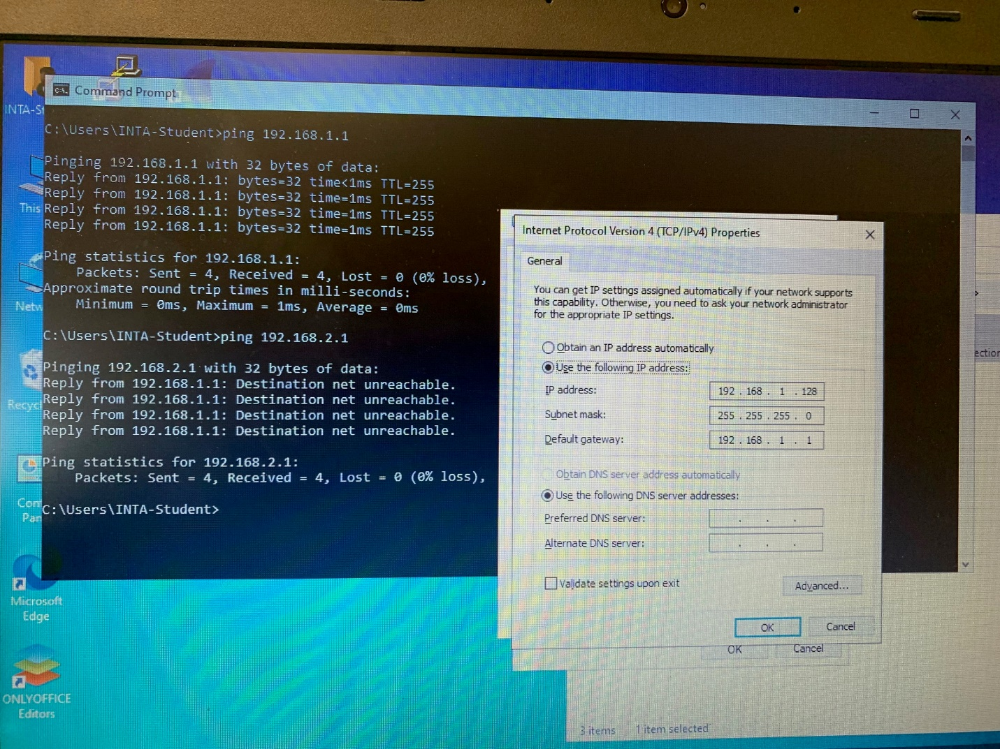 Command Prompt
C:\Users\INTA-Student>ping 192.168.1.1
Pinging 192.168.1.1 with 32 bytes of data:
Reply from 192.168.1.1: bytes=32 time<1ms TTL=255
Reply from 192.168.1.1: bytes=32 time=1ms TTL=255
Reply from 192.168.1.1: bytes=32 time=1ms TTL=255
Reply from 192.168.1.1: bytes=32 time=1ms TTL=255
Ping statistics for 192.168.1.1:
Packets: Sent = 4, Received = 4, Lost = 0 (0% loss),
Approximate round trip times in milli-seconds:
Minimum = 0ms, Maximum = 1ms, Average = 0ms
C:\Users\INTA-Student>ping 192.168.2.1
Pinging 192.168.2.1 with 32 bytes of data:
Reply from 192.168.1.1: Destination net unreachable.
Reply from 192.168.1.1: Destination net unreachable.
Reply from 192.168.1.1: Destination net unreachable.
Reply from 192.168.1.1: Destination net unreachable.
Ping statistics for 192.168.2.1:
Packets: Sent = 4, Received = 4, Lost = 0 (0% loss),
C:\Users\INTA-Student>
Internet Protocol Version 4 (TCP/IPv4) Properties
General
You can get IP settings assigned automatically if your network supports
this capability. Otherwise, you need to ask your network administrator
for the appropriate IP settings.
Obtain an IP address automatically
Use the following IP address:
IP address: 192 . 168 . 1 . 128
Subnet mask: 255 . 255 . 255 . 0
Default gateway: 192 . 168 . 1 . 1
Obtain DNS server address automatically
Use the following DNS server addresses:
Preferred DNS server: . . .
Alternate DNS server: . . .
Validate settings upon exit
Advanced...
OK Cancel
OK Cancel
3 items 1 item selected
INTA-St
This
Netw
Recycl
Con
Pan
Microsoft
Edge
ONLYOFFICE
Editors
ection